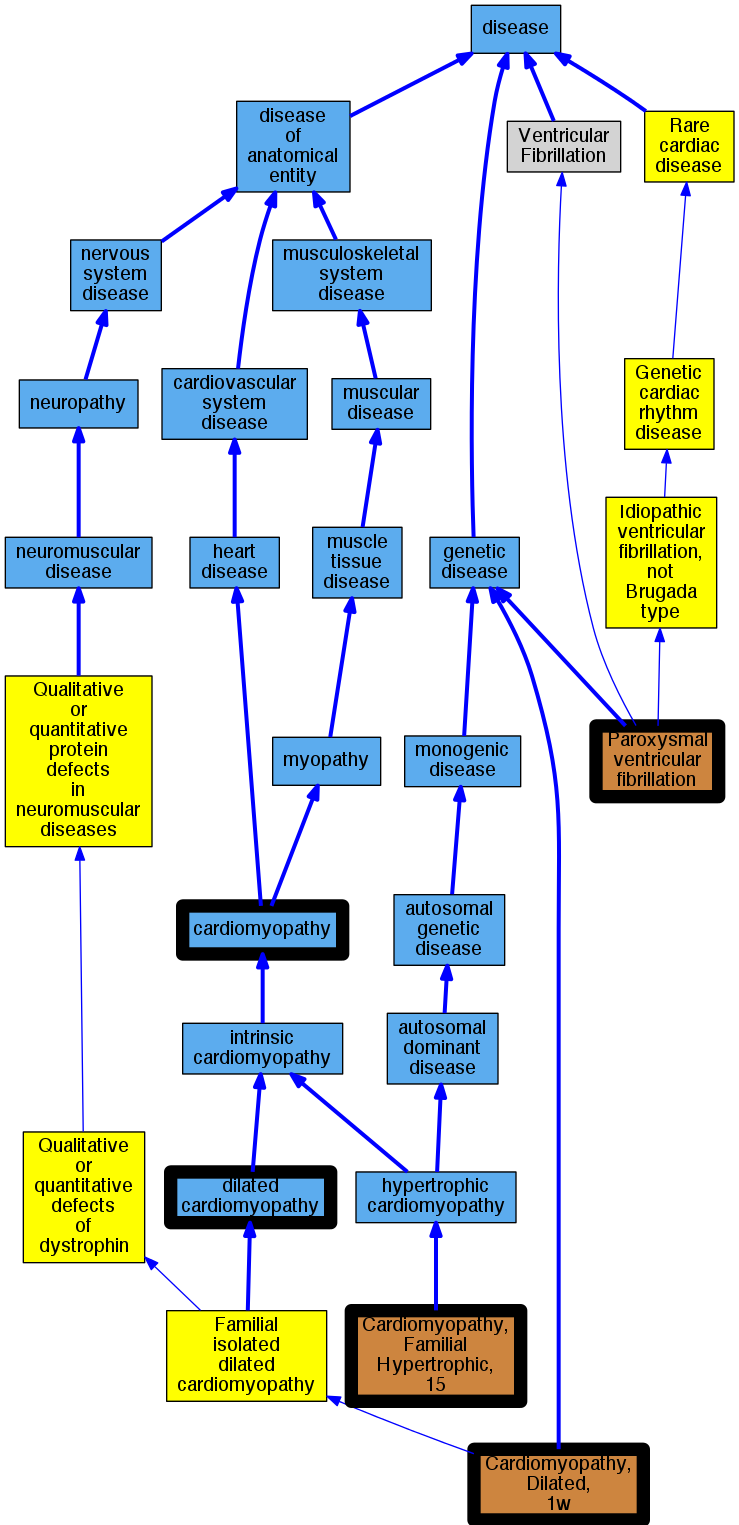 disease
disease
of
anatomical
entity
Ventricular
Fibrillation
Rare
cardiac
disease
nervous
system
disease
musculoskeletal
system
disease
neuropathy
cardiovascular
system
disease
muscular
disease
Genetic
cardiac
rhythm
disease
neuromuscular
disease
heart
disease
muscle
tissue
disease
genetic
disease
Idiopathic
ventricular
fibrillation,
not
Brugada
type
Qualitative
or
quantitative
protein
defects
in
neuromuscular
diseases
myopathy
monogenic
disease
Paroxysmal
ventricular
fibrillation
cardiomyopathy
autosomal
genetic
disease
intrinsic
cardiomyopathy
autosomal
dominant
disease
Qualitative
or
quantitative
defects
of
dystrophin
dilated
cardiomyopathy
hypertrophic
cardiomyopathy
Familial
isolated
dilated
cardiomyopathy
Cardiomyopathy,
Familial
Hypertrophic,
15
Cardiomyopathy,
Dilated,
1w